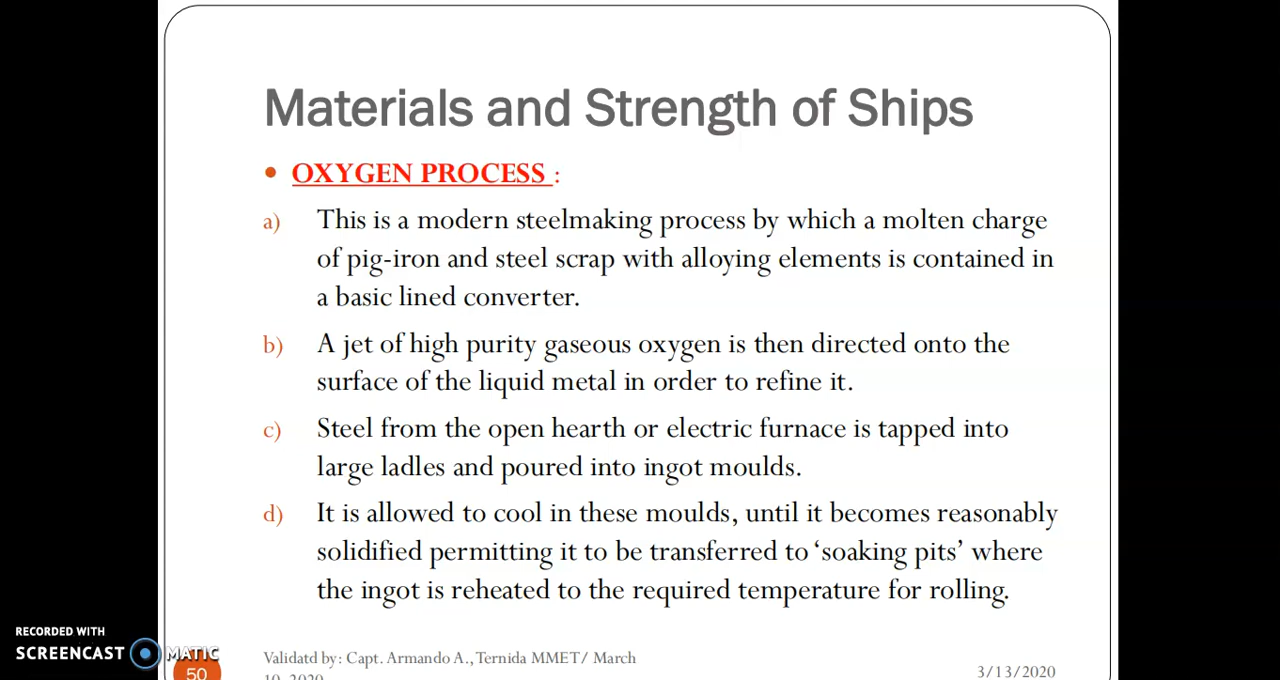 Materials and Strength of Ships
• OXYGEN PROCESS :
a) This is a modern steelmaking process by which a molten charge
of pig-iron and steel scrap with alloying elements is contained in
a basic lined converter.
b) A jet of high purity gaseous oxygen is then directed onto the
surface of the liquid metal in order to refine it.
c) Steel from the open hearth or electric furnace is tapped into
large ladles and poured into ingot moulds.
d) It is allowed to cool in these moulds, until it becomes reasonably
solidified permitting it to be transferred to ‘soaking pits’ where
the ingot is reheated to the required temperature for rolling.
RECORDED WITH
SCREENCAST MATIC
50
Validatd by: Capt. Armando A., Ternida MMET/ March
10, 2020
3/13/2020